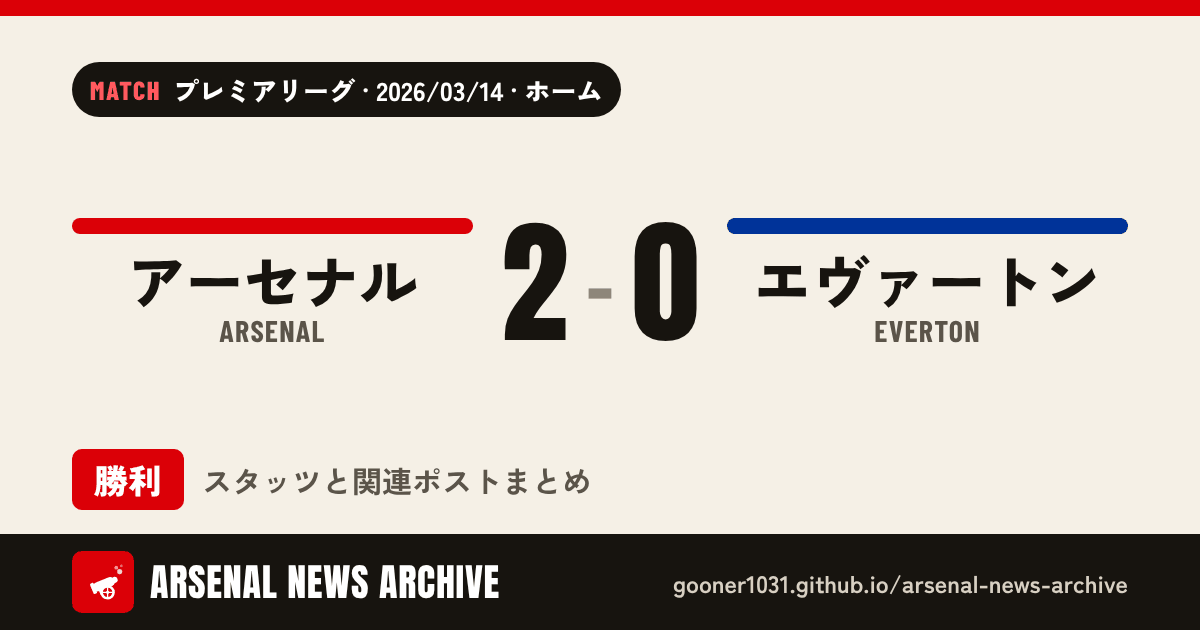 MATCH プレミアリーグ · 2026/03/14 · ホーム
アーセナル 2 - 0 エヴァートン
ARSENAL EVERTON
勝利 スタッツと関連ポストまとめ
ARSENAL NEWS ARCHIVE gooner1031.github.io/arsenal-news-archive